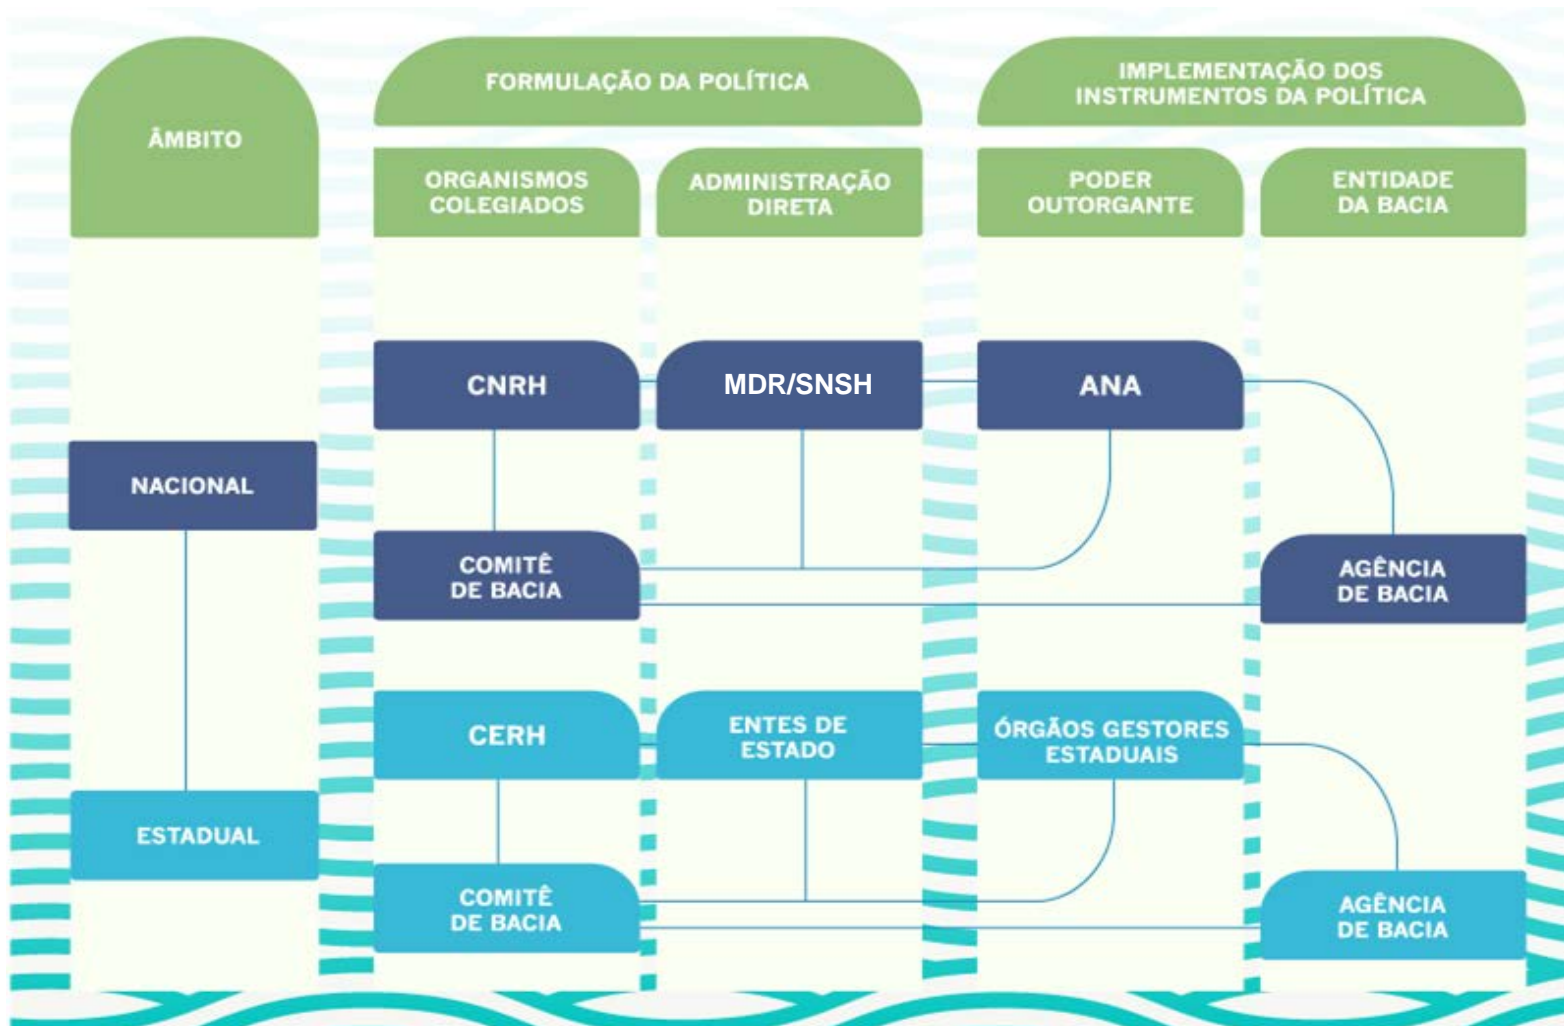 ÂMBITO
FORMULAÇÃO DA POLÍTICA
IMPLEMENTAÇÃO DOS
INSTRUMENTOS DA POLÍTICA
ORGANISMOS
COLEGIADOS
ADMINISTRAÇÃO
DIRETA
PODER
OUTORGANTE
ENTIDADE
DA BACIA
NACIONAL
CNRH
MDR/SNSH
ANA
COMITÊ
DE BACIA
AGÊNCIA
DE BACIA
ESTADUAL
CERH
ENTES DE
ESTADO
ÓRGÃOS GESTORES
ESTADUAIS
COMITÊ
DE BACIA
AGÊNCIA
DE BACIA